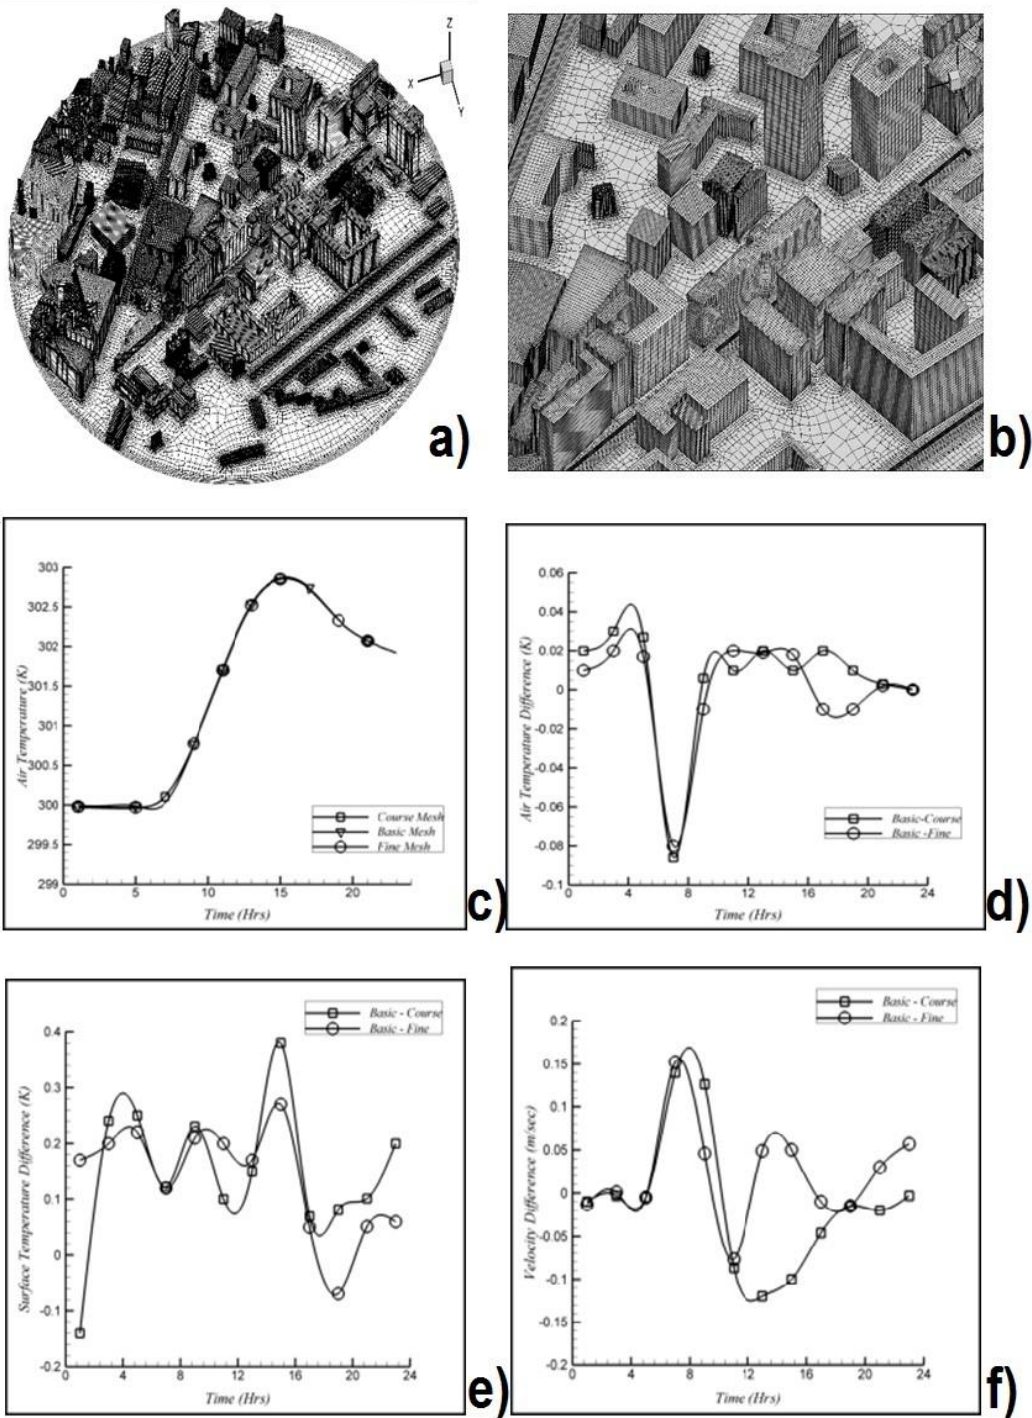 Z
X
Y
a)
b)
303
302.5
302
301.5
301
300.5
300
299.5
299
Air Temperature (K)
Course Mesh
Basic Mesh
Fine Mesh
0 5 10 15 20
Time (Hrs)
c)
0.06
0.04
0.02
0
-0.02
-0.04
-0.06
-0.08
-0.1
Air Temperature Difference (K)
Basic-Course
Basic -Fine
0 4 8 12 16 20 24
Time (Hrs)
d)
Basic - Course
Basic - Fine
0.4
0.3
0.2
0.1
0
-0.1
-0.2
Surface Temperature Difference (K)
0 4 8 12 16 20 24
Time (Hrs)
e)
Basic - Course
Basic - Fine
0.2
0.15
0.1
0.05
0
-0.05
-0.1
-0.15
-0.2
Velocity Difference (m/sec)
0 4 8 12 16 20 24
Time (Hrs)
f)